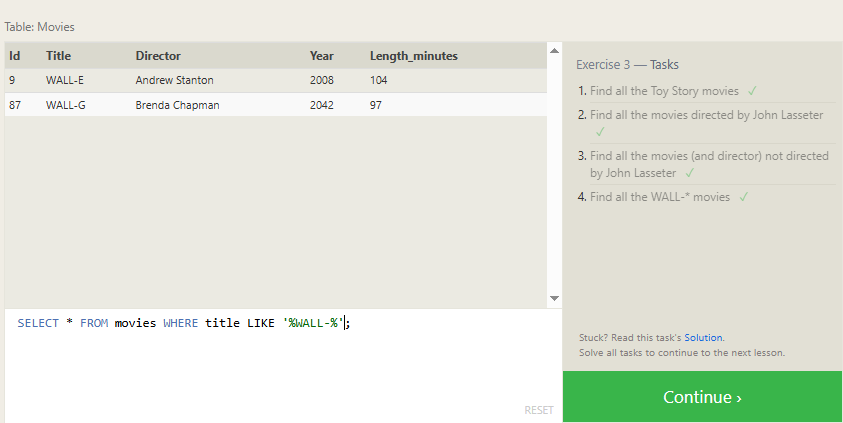 Table: Movies
Id Title Director Year Length_minutes
9 WALL-E Andrew Stanton 2008 104
87 WALL-G Brenda Chapman 2042 97
SELECT * FROM movies WHERE title LIKE '%WALL-%';
RESET
Exercise 3 — Tasks
1. Find all the Toy Story movies ✓
2. Find all the movies directed by John Lasseter
✓
3. Find all the movies (and director) not directed
by John Lasseter ✓
4. Find all the WALL-* movies ✓
Stuck? Read this task's Solution.
Solve all tasks to continue to the next lesson.
Continue ›